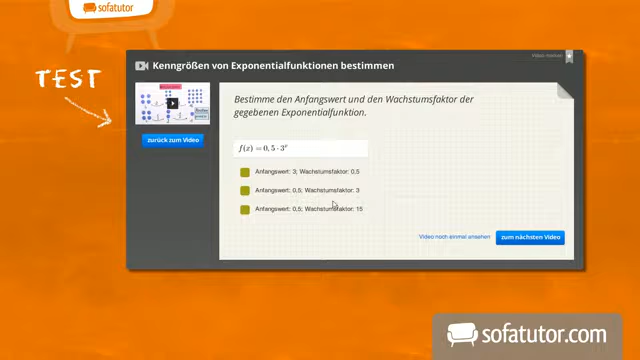 sofatutor
TEST
Kenngrößen von Exponentialfunktionen bestimmen
Bestimme den Anfangswert und den Wachstumsfaktor der
gegebenen Exponentialfunktion.
zurück zum Video
f(x) = 0, 5 · 3ˣ
Anfangswert: 3; Wachstumsfaktor: 0,5
Anfangswert: 0,5; Wachstumsfaktor: 3
Anfangswert: 0,5; Wachstumsfaktor: 15
Video noch einmal ansehen
zum nächsten Video
sofatutor.com